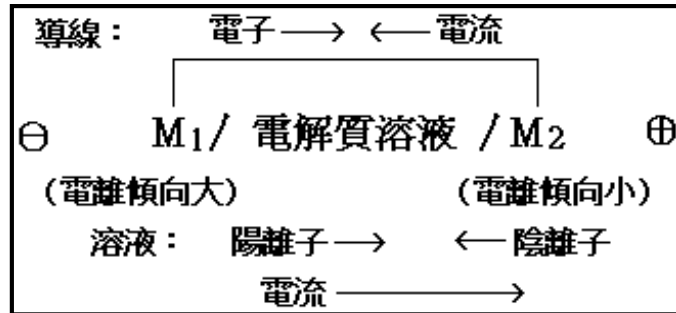 導線：　電子⟶ ⟵電流
⊖ M₁/ 電解質溶液 /M₂ ⊕
(電離傾向大) (電離傾向小)
溶液： 陽離子⟶ ⟵陰離子
電流⟶